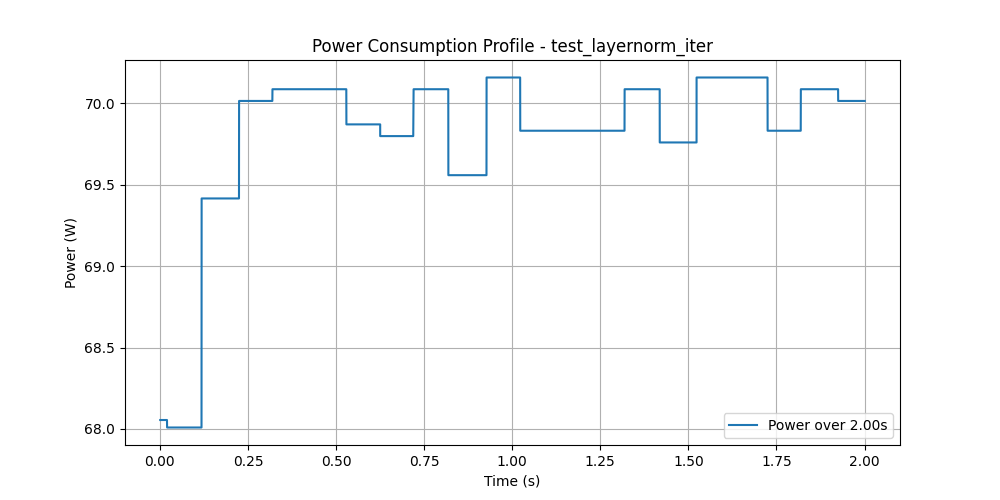 Power Consumption Profile - test_layernorm_iter
Power (W)
70.0
69.5
69.0
68.5
68.0
Power over 2.00s
0.00 0.25 0.50 0.75 1.00 1.25 1.50 1.75 2.00
Time (s)